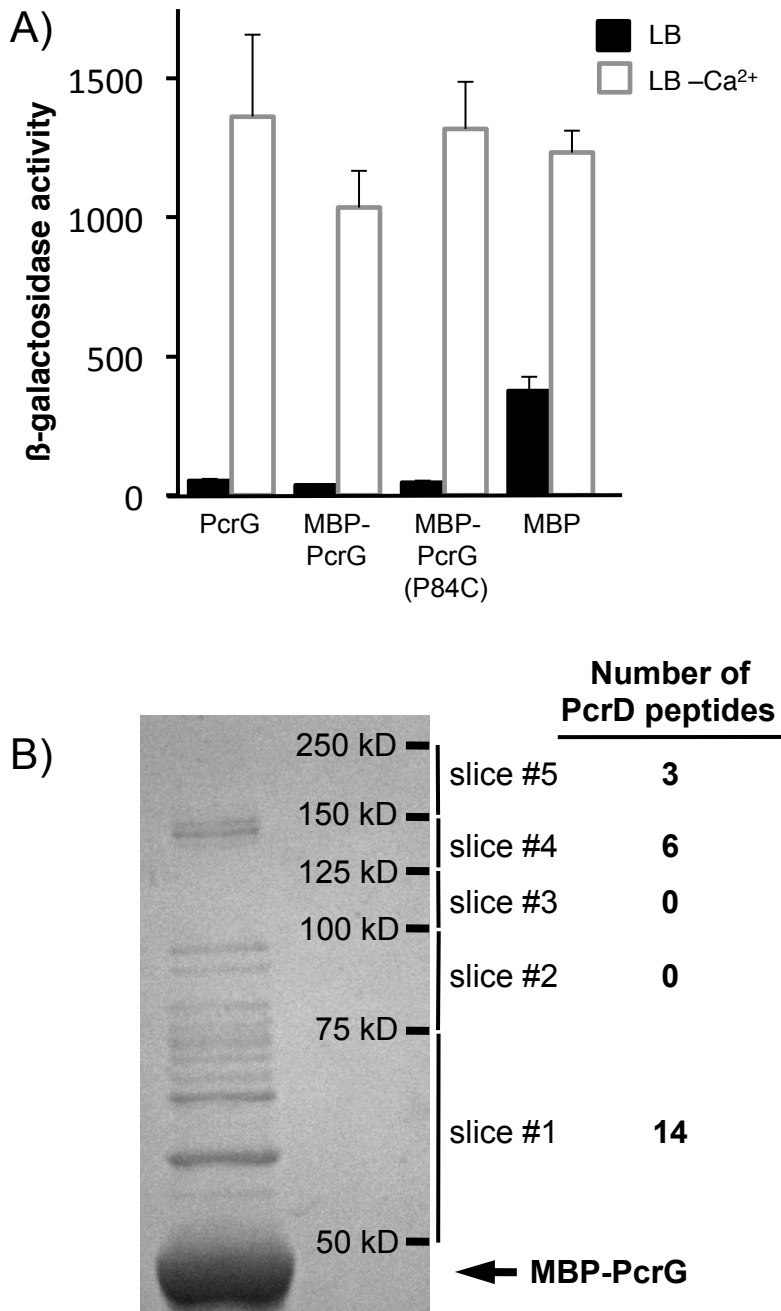 A)
ß-galactosidase activity
1500
1000
500
0
LB
LB –Ca²⁺
PcrG
MBP-
PcrG
MBP-
PcrG
(P84C)
MBP
B)
Number of
PcrD peptides
250 kD
slice #5 3
150 kD
slice #4 6
125 kD
slice #3 0
100 kD
slice #2 0
75 kD
slice #1 14
50 kD
MBP-PcrG